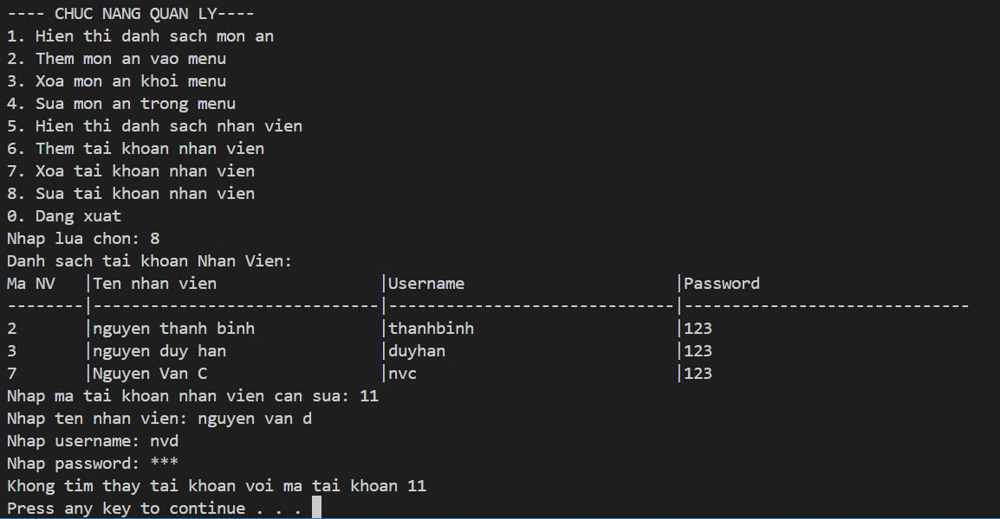 ---- CHUC NANG QUAN LY----
1. Hien thi danh sach mon an
2. Them mon an vao menu
3. Xoa mon an khoi menu
4. Sua mon an trong menu
5. Hien thi danh sach nhan vien
6. Them tai khoan nhan vien
7. Xoa tai khoan nhan vien
8. Sua tai khoan nhan vien
0. Dang xuat
Nhap lua chon: 8
Danh sach tai khoan Nhan Vien:
Ma NV   |Ten nhan vien                 |Username                      |Password
--------|------------------------------|------------------------------|------------------------------
2       |nguyen thanh binh             |thanhbinh                     |123
3       |nguyen duy han                |duyhan                        |123
7       |Nguyen Van C                  |nvc                           |123
Nhap ma tai khoan nhan vien can sua: 11
Nhap ten nhan vien: nguyen van d
Nhap username: nvd
Nhap password: ***
Khong tim thay tai khoan voi ma tai khoan 11
Press any key to continue . . .